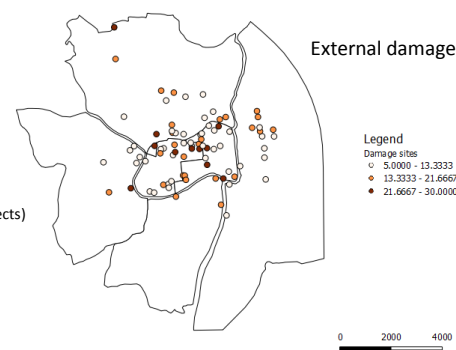 External damage
Legend
Damage sites
5.0000 - 13.3333
13.3333 - 21.6667
21.6667 - 30.0000
ects)
0 2000 4000